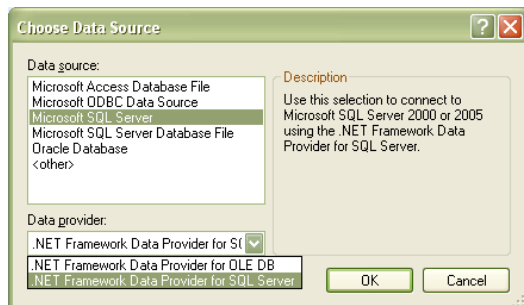 Choose Data Source
Data source:
Microsoft Access Database File
Microsoft ODBC Data Source
Microsoft SQL Server
Microsoft SQL Server Database File
Oracle Database
<other>
Description
Use this selection to connect to
Microsoft SQL Server 2000 or 2005
using the .NET Framework Data
Provider for SQL Server.
Data provider:
.NET Framework Data Provider for S
.NET Framework Data Provider for OLE DB
.NET Framework Data Provider for SQL Server
OK Cancel